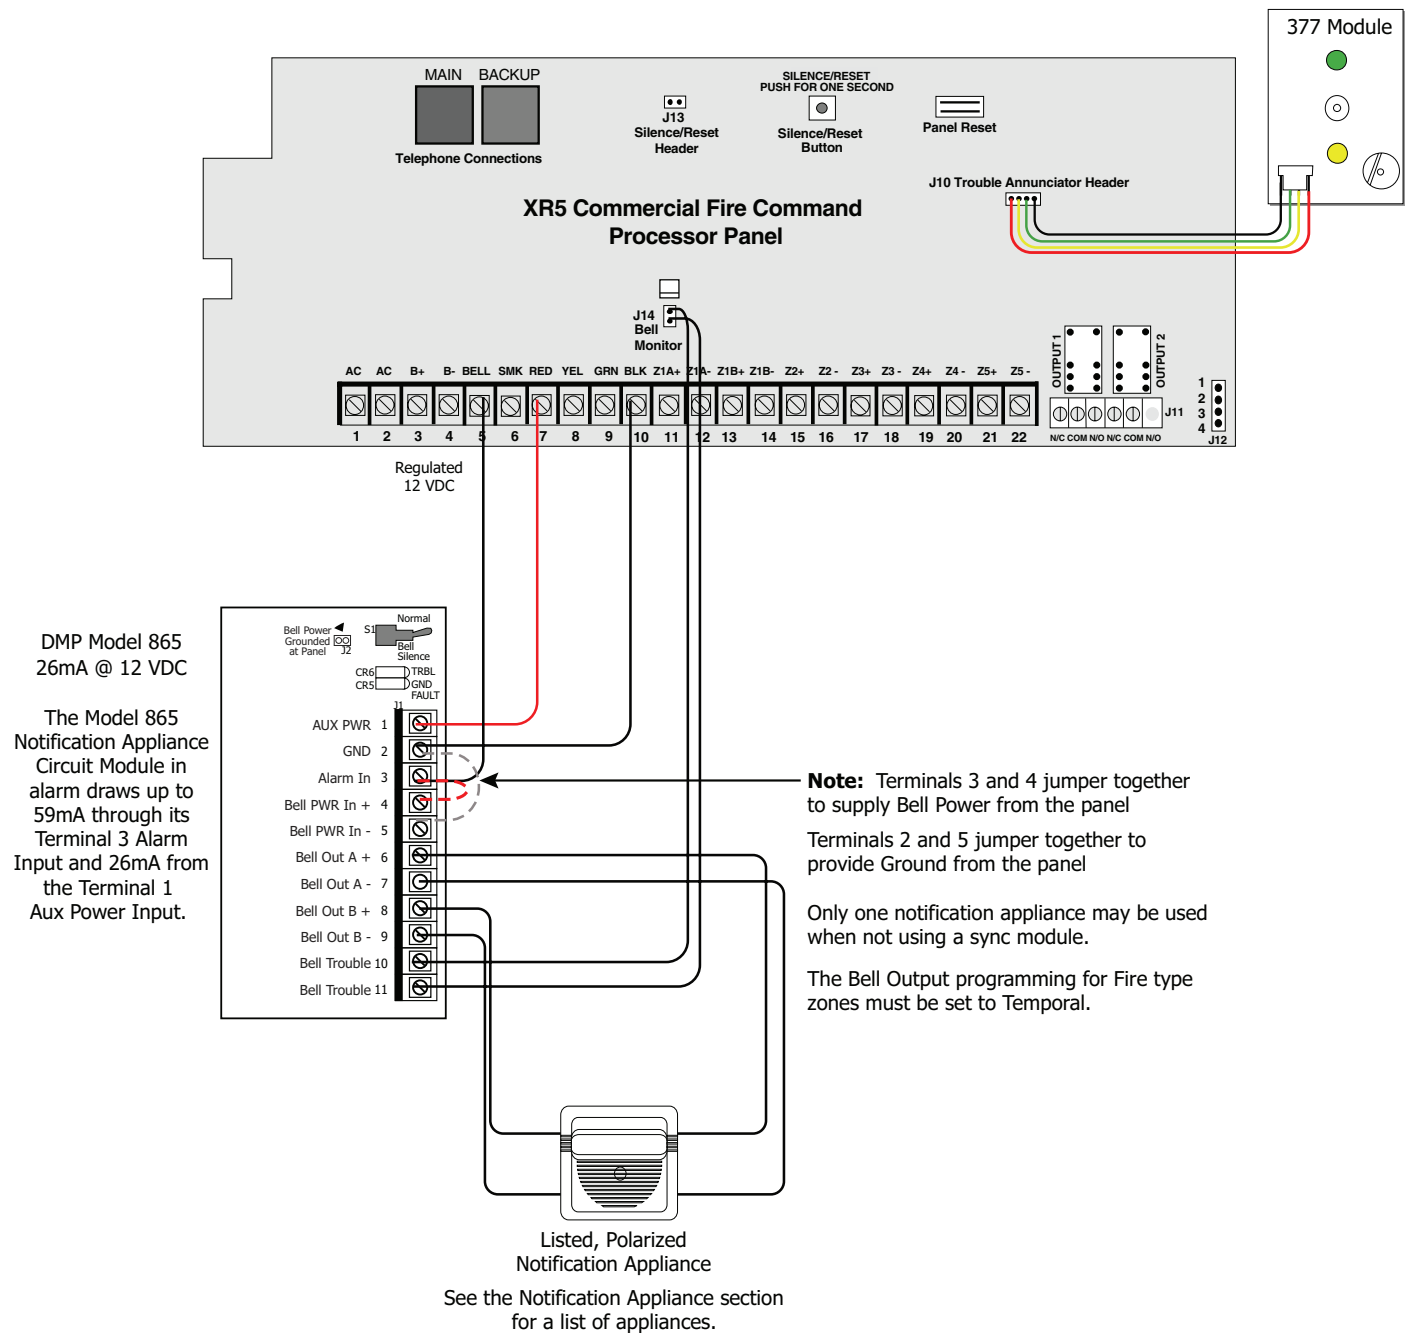 377 Module
MAIN BACKUP
Telephone Connections
J13
Silence/Reset
Header
SILENCE/RESET
PUSH FOR ONE SECOND
Silence/Reset
Button
Panel Reset
J10 Trouble Annunciator Header
XR5 Commercial Fire Command
Processor Panel
J14
Bell
Monitor
OUTPUT 1
OUTPUT 2
AC AC B+ B- BELL SMK RED YEL GRN BLK Z1A+ Z1A- Z1B+ Z1B- Z2+ Z2 - Z3+ Z3 - Z4+ Z4 - Z5+ Z5 -
1 2 3 4 5 6 7 8 9 10 11 12 13 14 15 16 17 18 19 20 21 22
J11
N/C COM N/O N/C COM N/O
1
2
3
4
J12
Regulated
12 VDC
DMP Model 865
26mA @ 12 VDC
The Model 865
Notification Appliance
Circuit Module in
alarm draws up to
59mA through its
Terminal 3 Alarm
Input and 26mA from
the Terminal 1
Aux Power Input.
Bell Power
Grounded
at Panel
J2
S1
Normal
Bell
Silence
CR6
TRBL
CR5
GND
FAULT
J1
AUX PWR 1
GND 2
Alarm In 3
Bell PWR In + 4
Bell PWR In - 5
Bell Out A + 6
Bell Out A - 7
Bell Out B + 8
Bell Out B - 9
Bell Trouble 10
Bell Trouble 11
Note: Terminals 3 and 4 jumper together
to supply Bell Power from the panel
Terminals 2 and 5 jumper together to
provide Ground from the panel
Only one notification appliance may be used
when not using a sync module.
The Bell Output programming for Fire type
zones must be set to Temporal.
Listed, Polarized
Notification Appliance
See the Notification Appliance section
for a list of appliances.